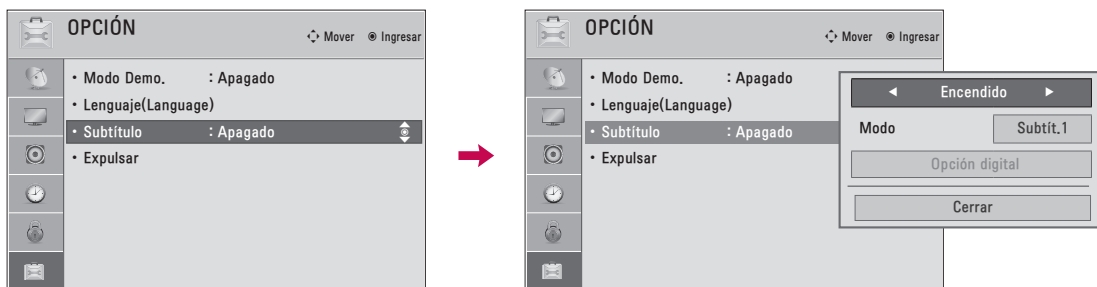 OPCIÓN
Mover Ingresar
• Modo Demo. : Apagado
• Lenguaje(Language)
• Subtítulo : Apagado
• Expulsar
OPCIÓN
Mover Ingresar
• Modo Demo. : Apagado
• Lenguaje(Language)
• Subtítulo : Apagado
• Expulsar
◀ Encendido ▶
Modo Subtít.1
Opción digital
Cerrar